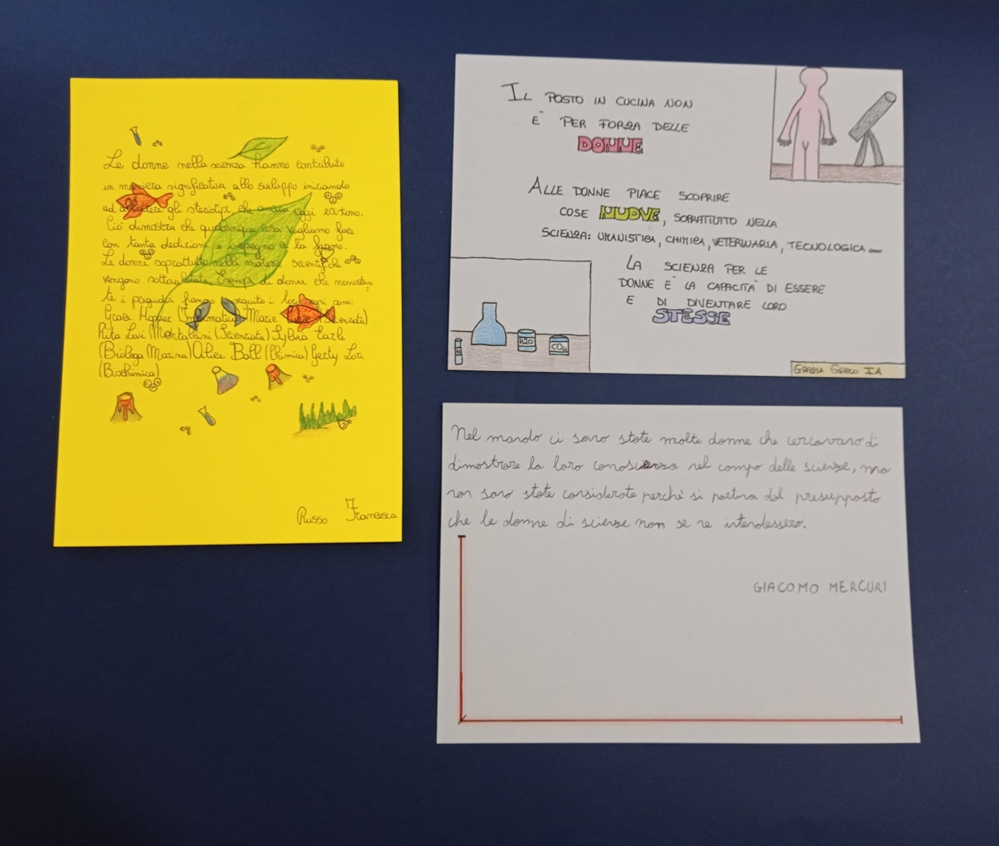 Le donne nella scienza hanno contribuito
in maniera significativa allo sviluppo iniziando
ad abbattere gli steriotipi, che ancora oggi esistono.
Ciò dimostra che qualunque cosa vogliamo fare
con tanta dedizione e impegno la
Le donne soprattutto nelle materie scientifiche
vengono sottovalutate. Esempi di donne che nonostan=
te i pregiudizi hanno seguito i loro sogni sono:
Grace Hopper (Informatica) Marie Curie (Scienziata)
Rita Levi Montalcini (Scienziata) Sylvia Earle
(Biologa Marina) Alice Ball (Chimica) Gerty Cori
(Biochimica)
Russo Francesca
IL POSTO IN CUCINA NON
È PER FORZA DELLE
DONNE
ALLE DONNE PIACE SCOPRIRE
COSE NUOVE, SOPRATTUTTO NELLA
SCIENZA: UMANISTICA, CHIMICA, VETERINARIA, TECNOLOGICA...
LA SCIENZA PER LE
DONNE È LA CAPACITÀ DI ESSERE
E DI DIVENTARE LORO
STESSE
H2O
GRECO IA
Nel mondo ci sono state molte donne che cercavano di
dimostrare la loro conoscienza nel campo delle scienze, ma
non sono state considerate perchè si partiva dal presupposto
che le donne di scienze non se ne intendessero.
GIACOMO MERCURI